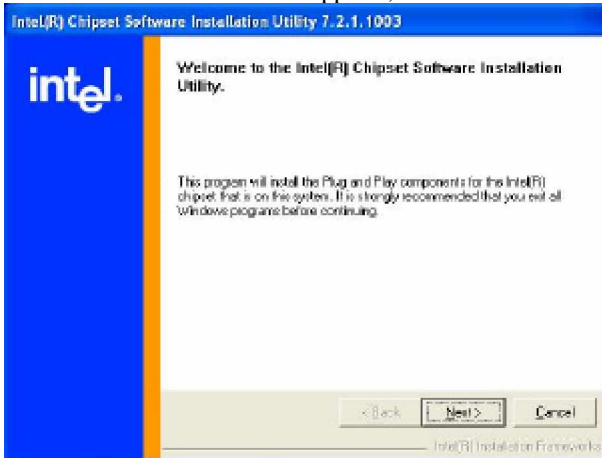 Intel(R) Chipset Software Installation Utility 7.2.1.1003
intel.
Welcome to the Intel(R) Chipset Software Installation
Utility.
This program will install the Plug and Play components for the Intel(R)
chipset that is on this system. It is strongly recommended that you exit all
Windows programs before continuing.
< Back
Next >
Cancel
Intel(R) Installation Frameworks